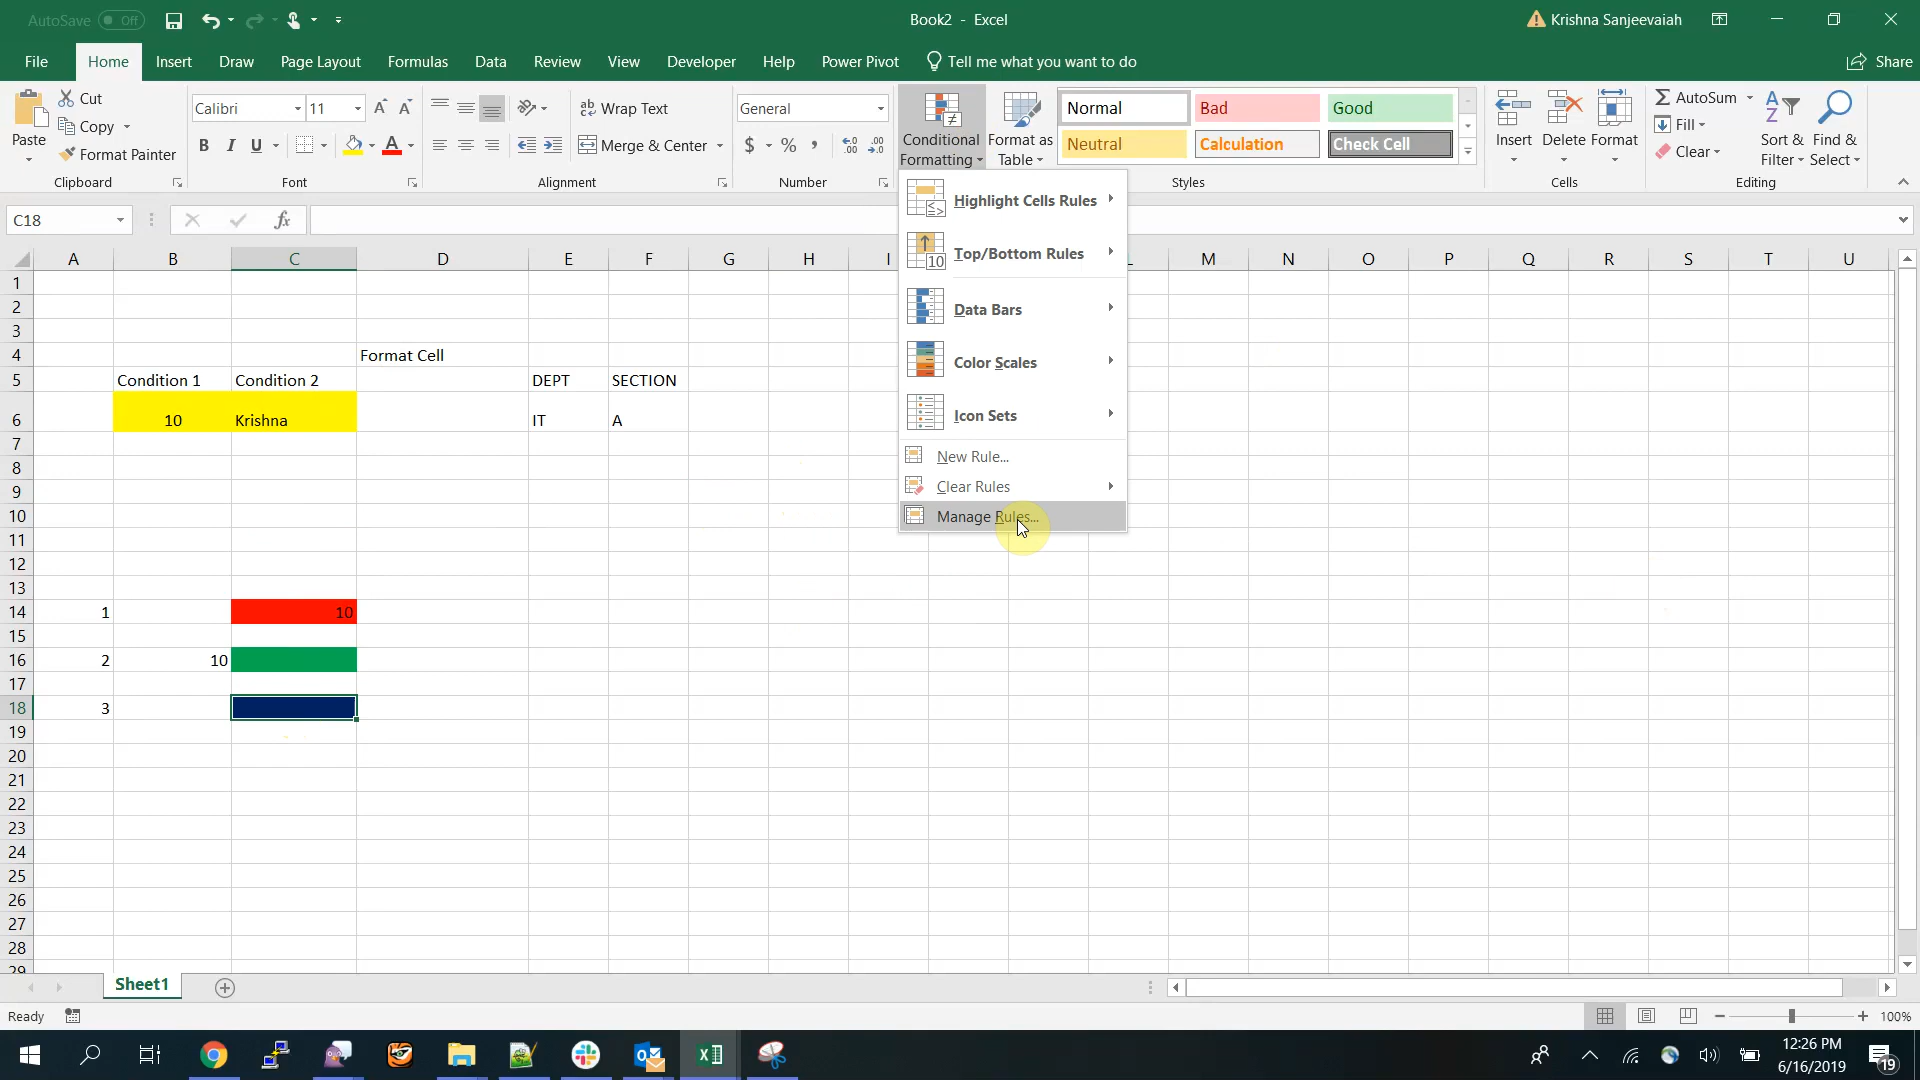 AutoSave Off
Book2 - Excel
Krishna Sanjeevaiah
File Home Insert Draw Page Layout Formulas Data Review View Developer Help Power Pivot Tell me what you want to do Share
Cut
Copy
Format Painter
Paste
Clipboard
Calibri 11
B I U
Font
Wrap Text
Merge & Center
Alignment
General
$ % ,
Number
Conditional Formatting
Format as Table
Normal Bad Good
Neutral Calculation Check Cell
Styles
Insert Delete Format
Cells
AutoSum
Fill
Clear
Sort & Filter
Find & Select
Editing
C18
fx
Highlight Cells Rules
Top/Bottom Rules
Data Bars
Color Scales
Icon Sets
New Rule...
Clear Rules
Manage Rules...
A B C D E F G H I L M N O P Q R S T U
1
2
3
4 Format Cell
5 Condition 1 Condition 2 DEPT SECTION
6 10 Krishna IT A
7
8
9
10
11
12
13
14 1 10
15
16 2 10
17
18 3
19
20
21
22
23
24
25
26
27
28
29
Sheet1
Ready
100%
12:26 PM
6/16/2019
19